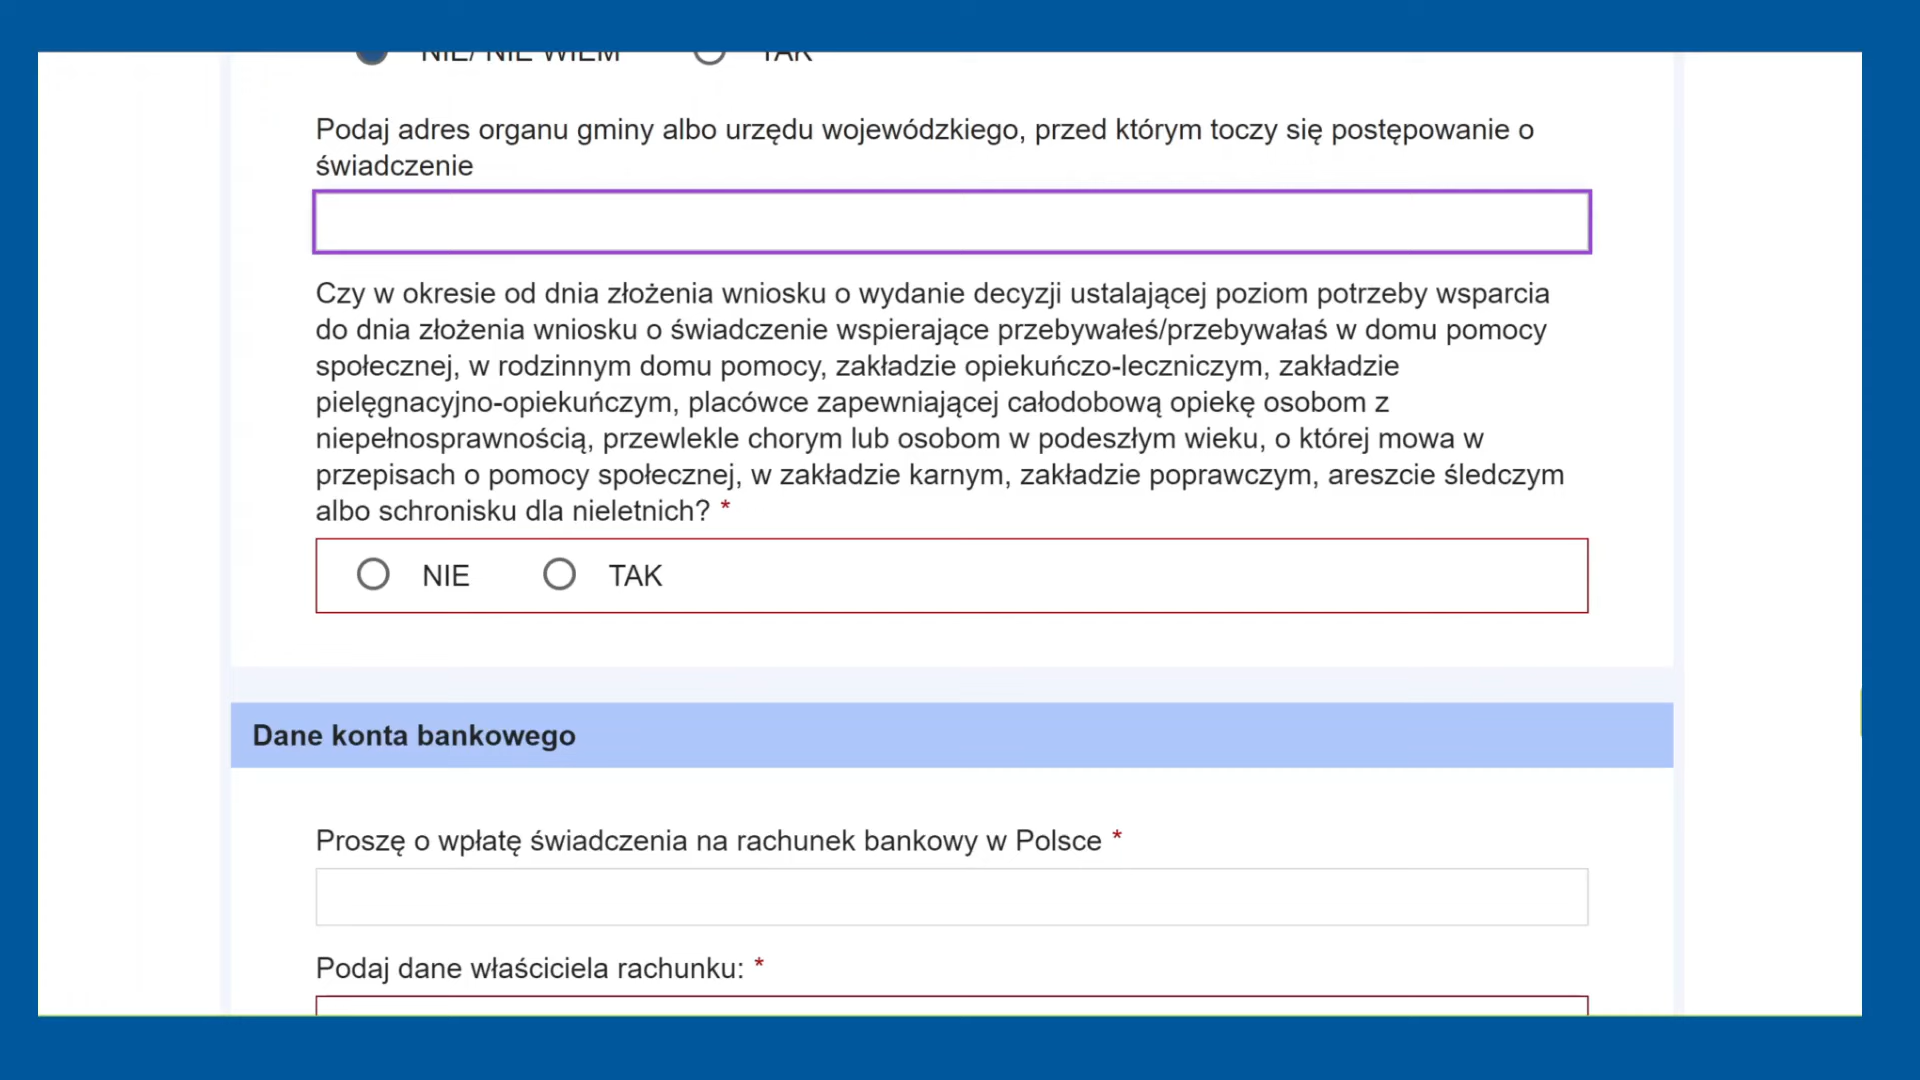 NIE/ NIE WIEM TAK
Podaj adres organu gminy albo urzędu wojewódzkiego, przed którym toczy się postępowanie o
świadczenie
Czy w okresie od dnia złożenia wniosku o wydanie decyzji ustalającej poziom potrzeby wsparcia
do dnia złożenia wniosku o świadczenie wspierające przebywałeś/przebywałaś w domu pomocy
społecznej, w rodzinnym domu pomocy, zakładzie opiekuńczo-leczniczym, zakładzie
pielęgnacyjno-opiekuńczym, placówce zapewniającej całodobową opiekę osobom z
niepełnosprawnością, przewlekle chorym lub osobom w podeszłym wieku, o której mowa w
przepisach o pomocy społecznej, w zakładzie karnym, zakładzie poprawczym, areszcie śledczym
albo schronisku dla nieletnich? *
NIE TAK
Dane konta bankowego
Proszę o wpłatę świadczenia na rachunek bankowy w Polsce *
Podaj dane właściciela rachunku: *